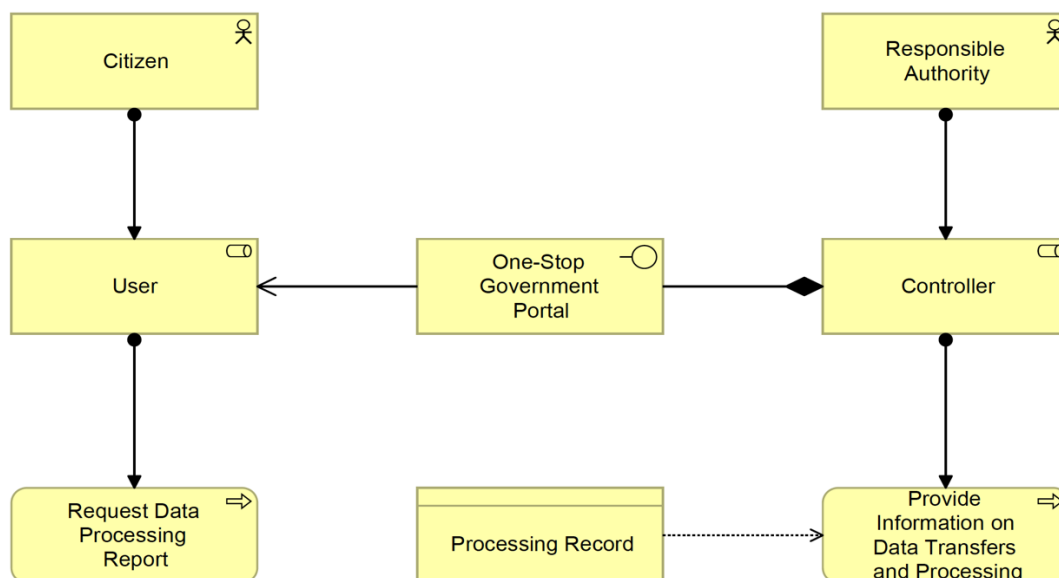 Citizen
Responsible
Authority
User
One-Stop
Government
Portal
Controller
Request Data
Processing
Report
Processing Record
Provide
Information on
Data Transfers
and Processing